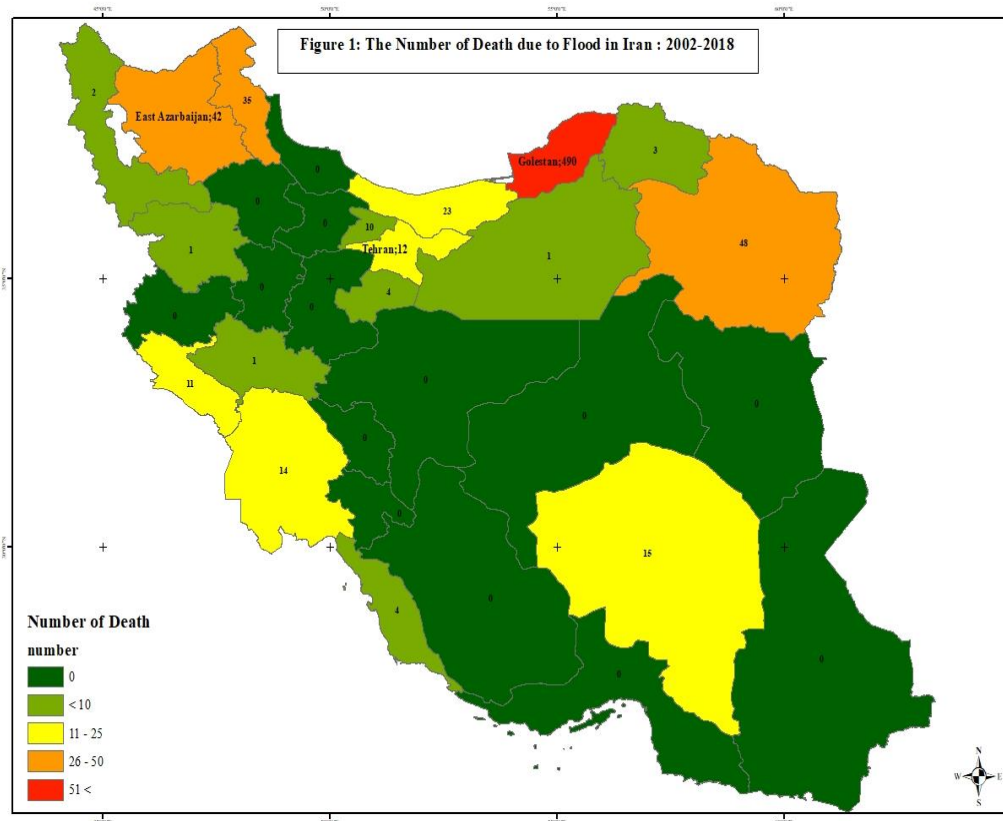 Figure 1: The Number of Death due to Flood in Iran : 2002-2018
2
East Azarbaijan;42
35
0
Golestan;490
3
0
0
23
10
Tehran;12
48
1
1
0
4
0
0
1
11
0
0
0
0
14
0
15
4
0
0
0
Number of Death
number
0
< 10
11 - 25
26 - 50
51 <
N
W
E
S